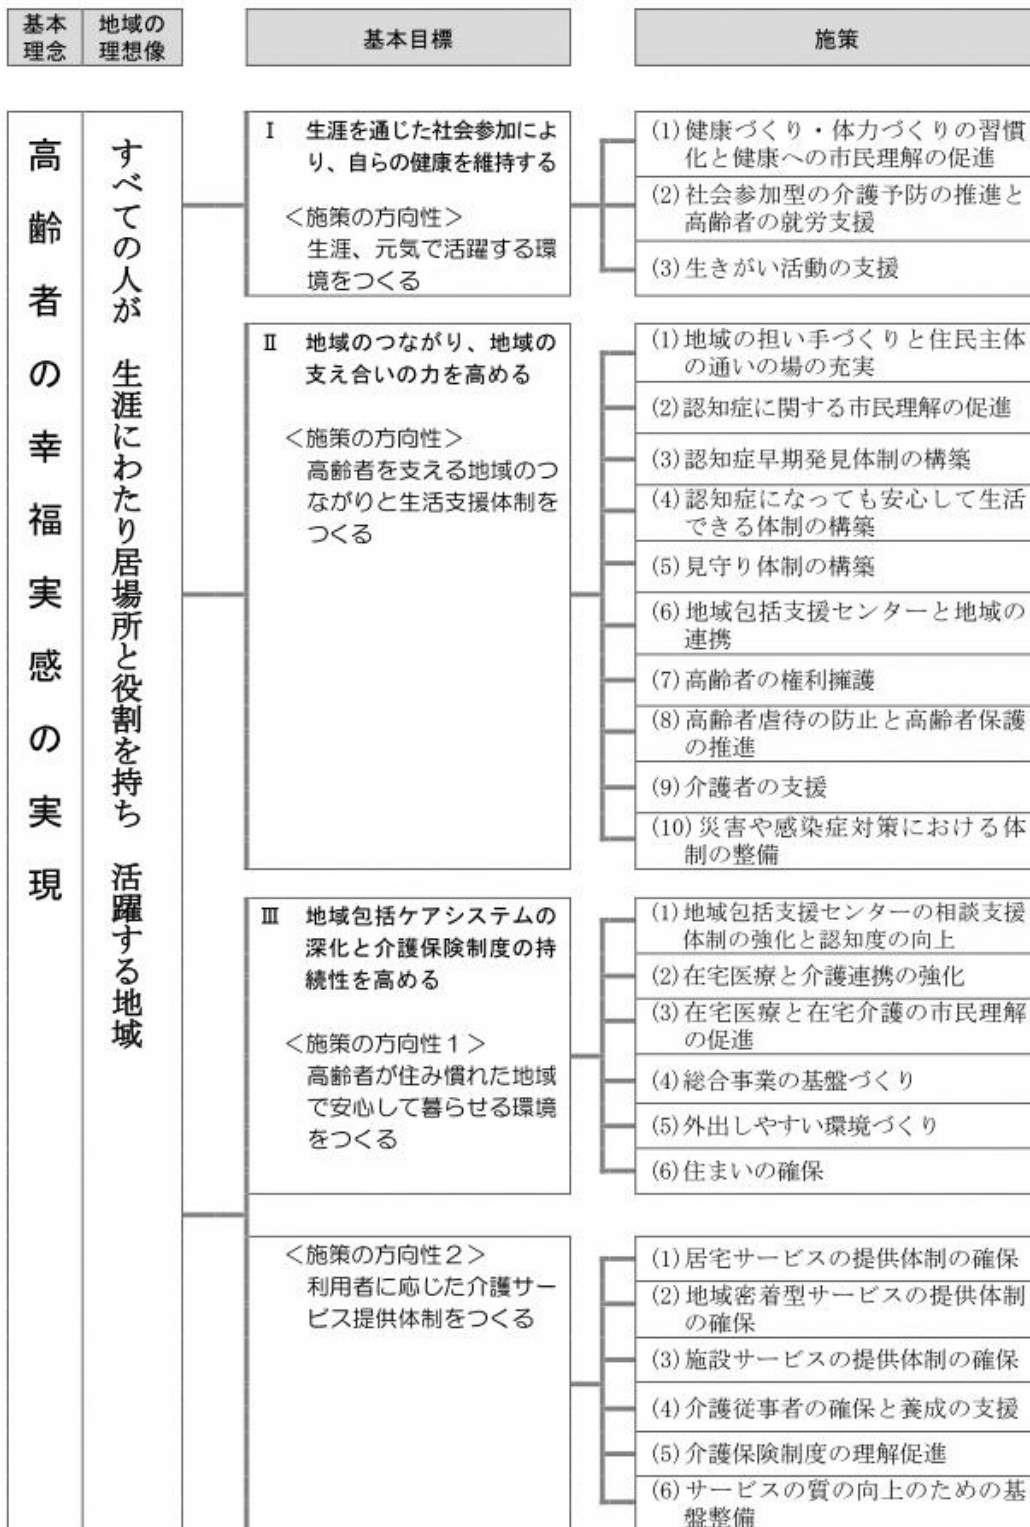 基本
理念
地域の
理想像
基本目標
施策
高齢者の幸福実感の実現
すべての人が 生涯にわたり居場所と役割を持ち 活躍する地域
Ⅰ 生涯を通じた社会参加によ
り、自らの健康を維持する
＜施策の方向性＞
生涯、元気で活躍する環
境をつくる
(1)健康づくり・体力づくりの習慣
化と健康への市民理解の促進
(2)社会参加型の介護予防の推進と
高齢者の就労支援
(3)生きがい活動の支援
Ⅱ 地域のつながり、地域の
支え合いの力を高める
＜施策の方向性＞
高齢者を支える地域のつ
ながりと生活支援体制を
つくる
(1)地域の担い手づくりと住民主体
の通いの場の充実
(2)認知症に関する市民理解の促進
(3)認知症早期発見体制の構築
(4)認知症になっても安心して生活
できる体制の構築
(5)見守り体制の構築
(6)地域包括支援センターと地域の
連携
(7)高齢者の権利擁護
(8)高齢者虐待の防止と高齢者保護
の推進
(9)介護者の支援
(10)災害や感染症対策における体
制の整備
Ⅲ 地域包括ケアシステムの
深化と介護保険制度の持
続性を高める
＜施策の方向性１＞
高齢者が住み慣れた地域
で安心して暮らせる環境
をつくる
(1)地域包括支援センターの相談支援
体制の強化と認知度の向上
(2)在宅医療と介護連携の強化
(3)在宅医療と在宅介護の市民理解
の促進
(4)総合事業の基盤づくり
(5)外出しやすい環境づくり
(6)住まいの確保
＜施策の方向性２＞
利用者に応じた介護サー
ビス提供体制をつくる
(1)居宅サービスの提供体制の確保
(2)地域密着型サービスの提供体制
の確保
(3)施設サービスの提供体制の確保
(4)介護従事者の確保と養成の支援
(5)介護保険制度の理解促進
(6)サービスの質の向上のための基
盤整備